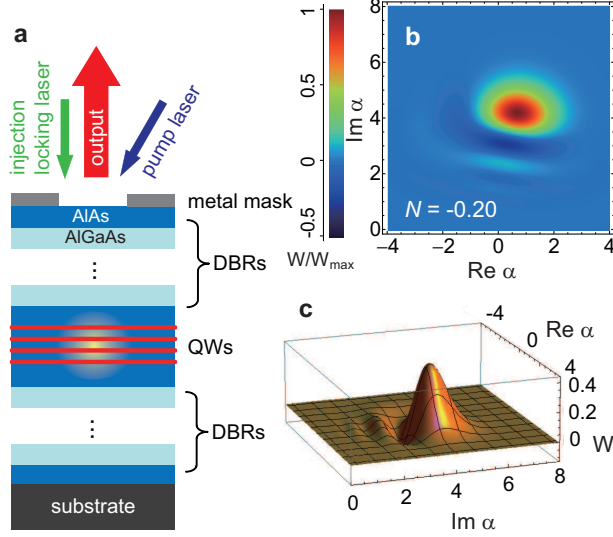 a
injection
locking laser
output
pump laser
metal mask
AlAs
AlGaAs
...
DBRs
QWs
...
DBRs
substrate
1
0.5
0
-0.5
W/Wmax
b
8
6
4
2
0
Im α
N = -0.20
−4
−2
0
2
4
Re α
c
-4
0
4
Re α
0.4
0.2
0
W
0
2
4
6
8
Im α